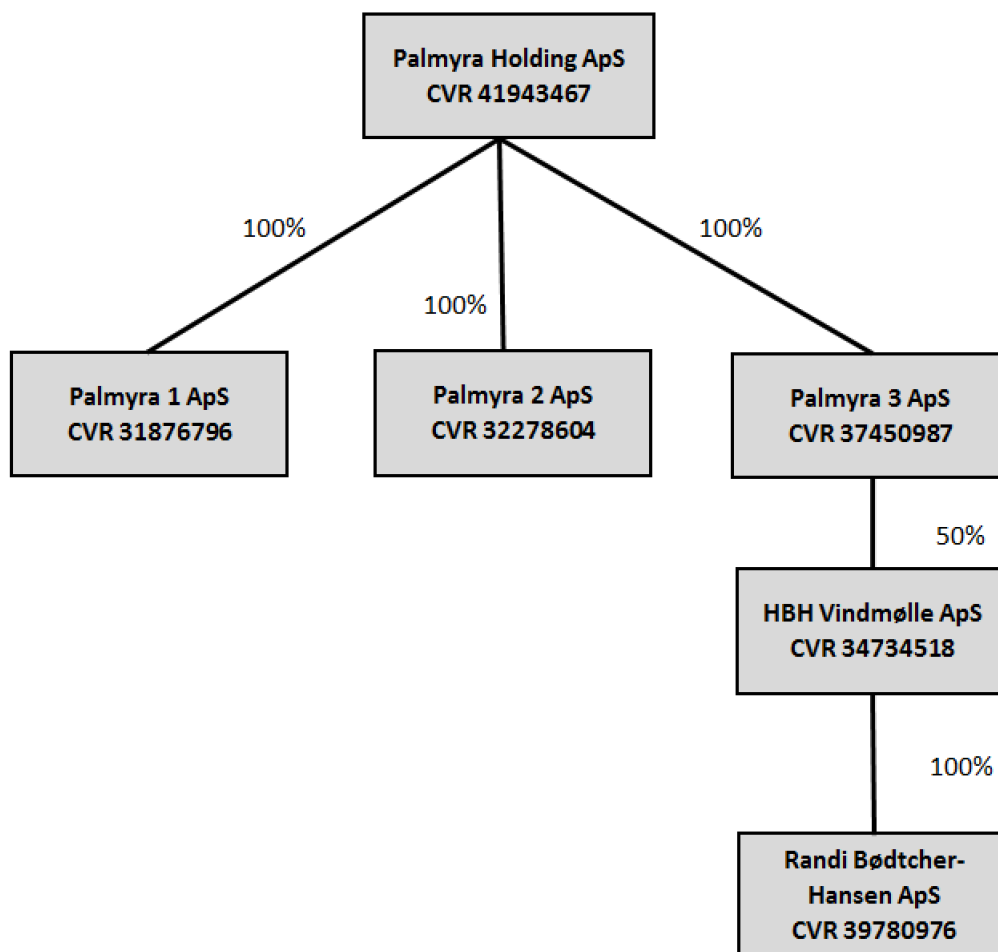 Palmyra Holding ApS
CVR 41943467
100%
100%
100%
Palmyra 1 ApS
CVR 31876796
Palmyra 2 ApS
CVR 32278604
Palmyra 3 ApS
CVR 37450987
50%
HBH Vindmølle ApS
CVR 34734518
100%
Randi Bødtcher-
Hansen ApS
CVR 39780976